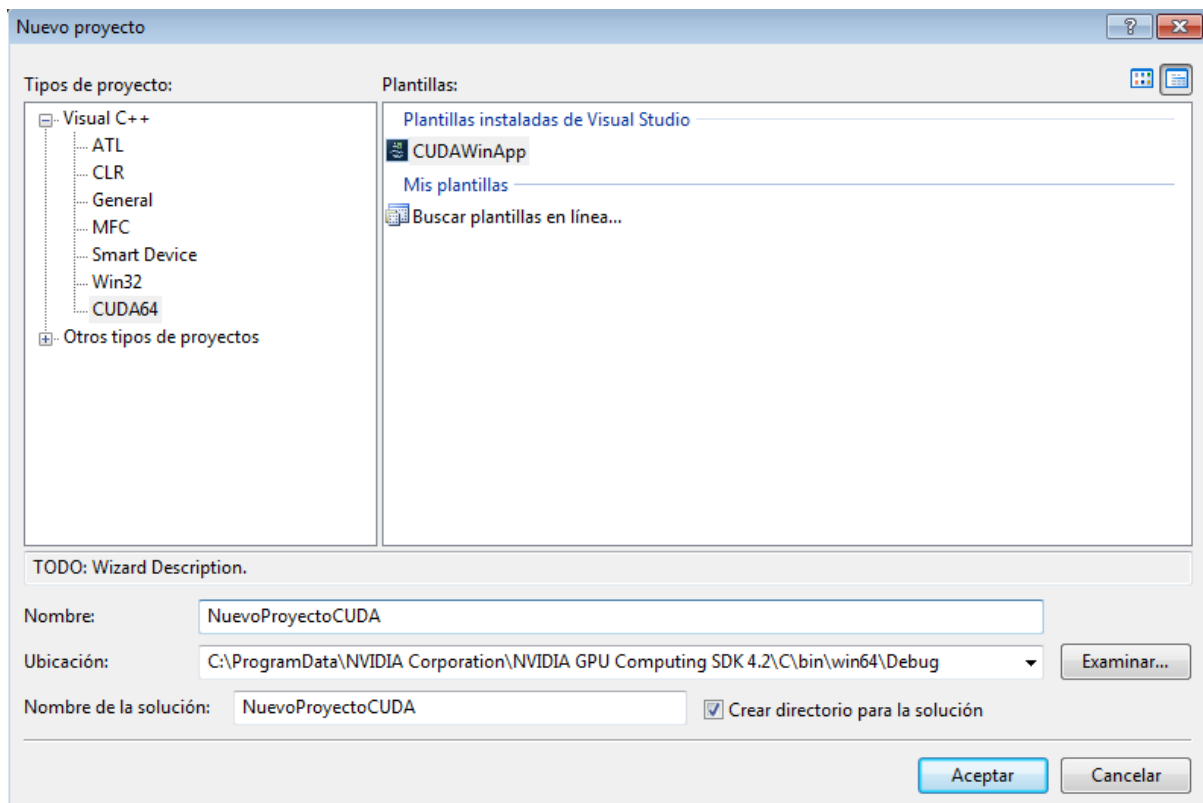 Nuevo proyecto
Tipos de proyecto:
Visual C++
ATL
CLR
General
MFC
Smart Device
Win32
CUDA64
Otros tipos de proyectos
Plantillas:
Plantillas instaladas de Visual Studio
CUDAWinApp
Mis plantillas
Buscar plantillas en línea...
TODO: Wizard Description.
Nombre: NuevoProyectoCUDA
Ubicación: C:\ProgramData\NVIDIA Corporation\NVIDIA GPU Computing SDK 4.2\C\bin\win64\Debug Examinar...
Nombre de la solución: NuevoProyectoCUDA Crear directorio para la solución
Aceptar Cancelar